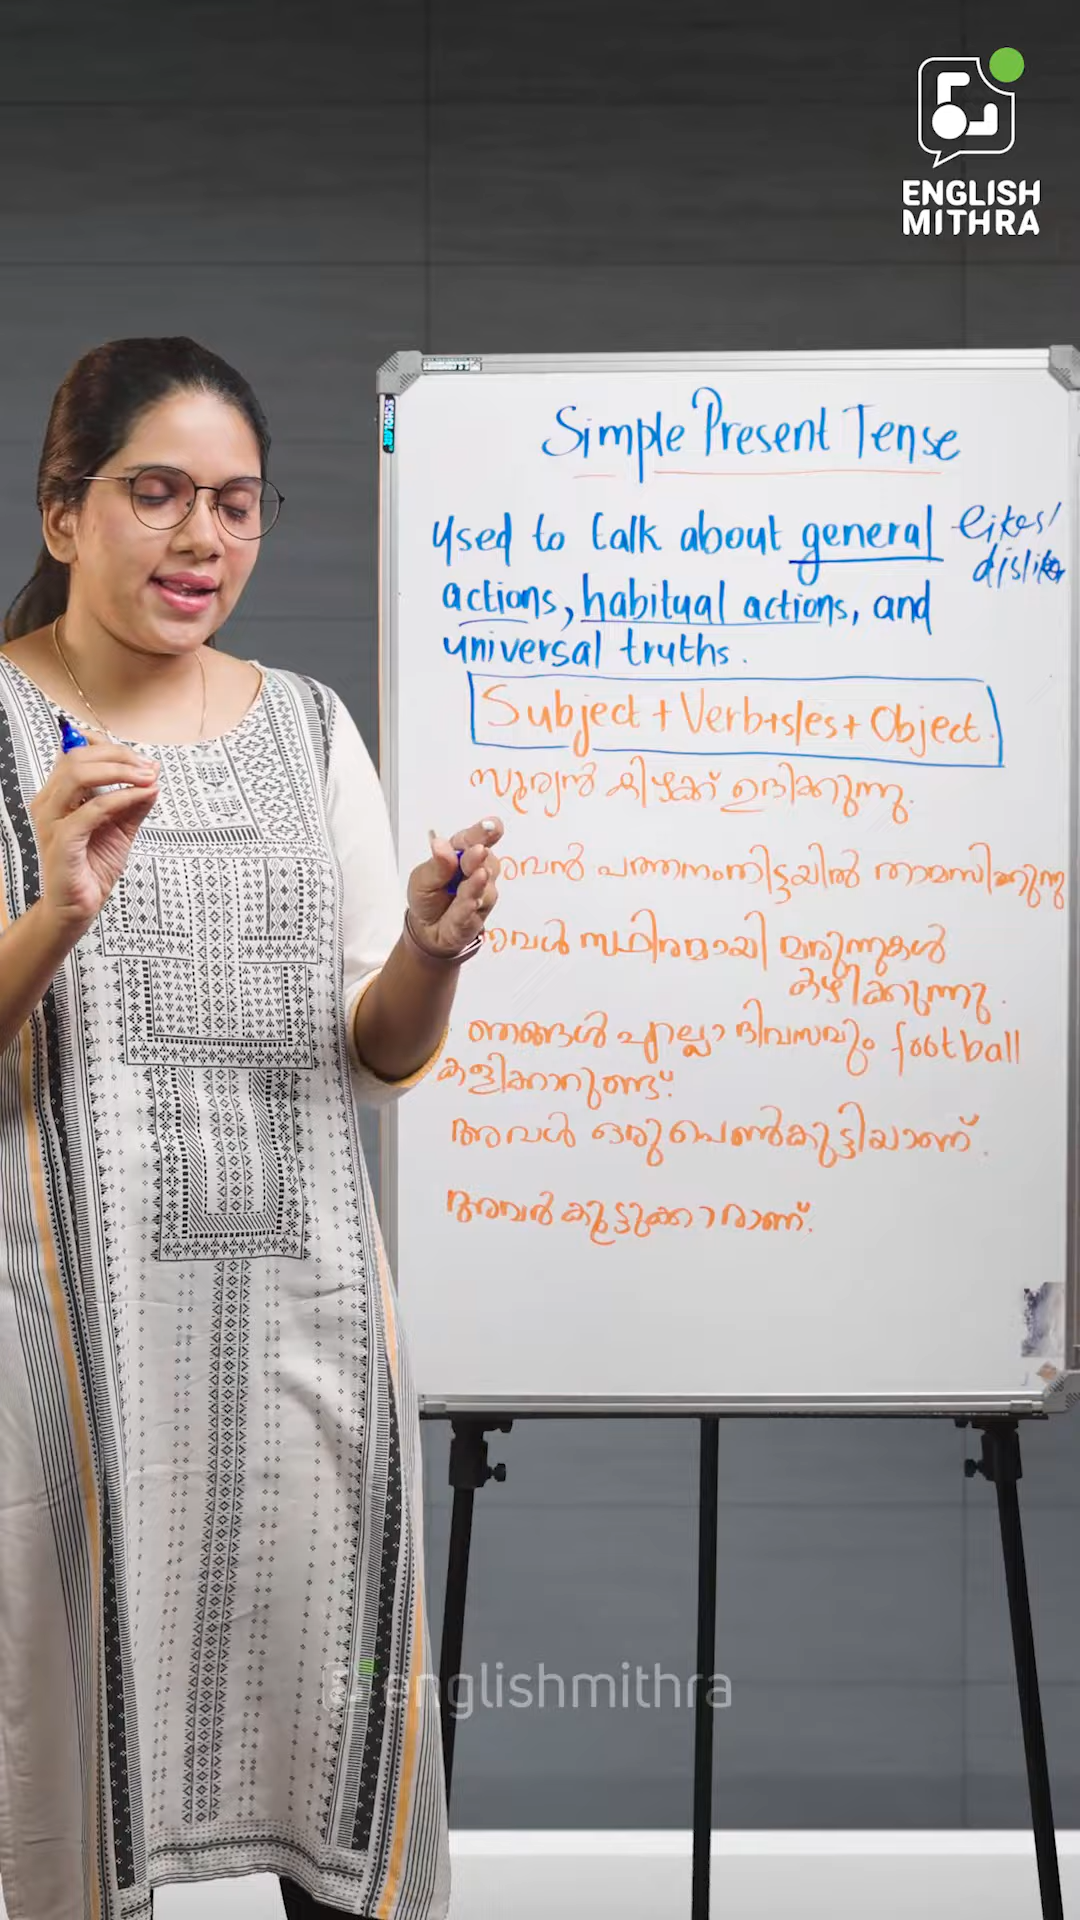 ENGLISH
MITHRA
Simple Present Tense
Used to talk about general likes/
dislikes
actions, habitual actions, and
universal truths.
Subject + Verb+s/es + Object.
സൂര്യൻ കിഴക്ക് ഉദിക്കുന്നു.
അവൻ പത്തനംതിട്ടയിൽ താമസിക്കുന്നു
അവൾ സ്ഥിരമായി മരുന്നുകൾ
കഴിക്കുന്നു.
ഞങ്ങൾ എല്ലാ ദിവസവും football
കളിക്കാറുണ്ട്.
അവൾ ഒരു പെൺകുട്ടിയാണ്.
അവർ കൂട്ടുകാരാണ്.
englishmithra